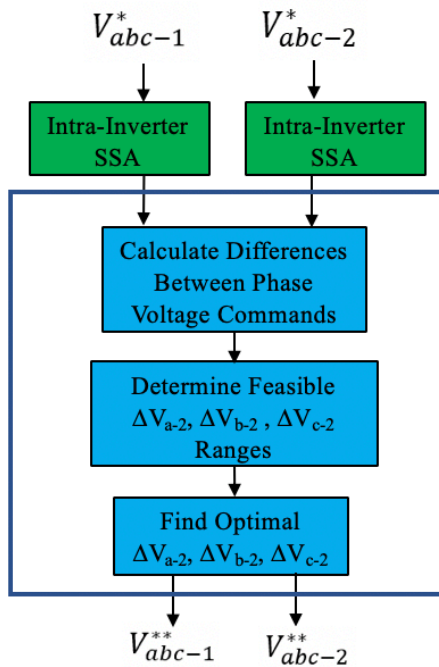 V*abc−1 V*abc−2
Intra-Inverter Intra-Inverter
SSA SSA
Calculate Differences
Between Phase
Voltage Commands
Determine Feasible
ΔVa-2, ΔVb-2 , ΔVc-2
Ranges
Find Optimal
ΔVa-2, ΔVb-2, ΔVc-2
V**abc−1 V**abc−2